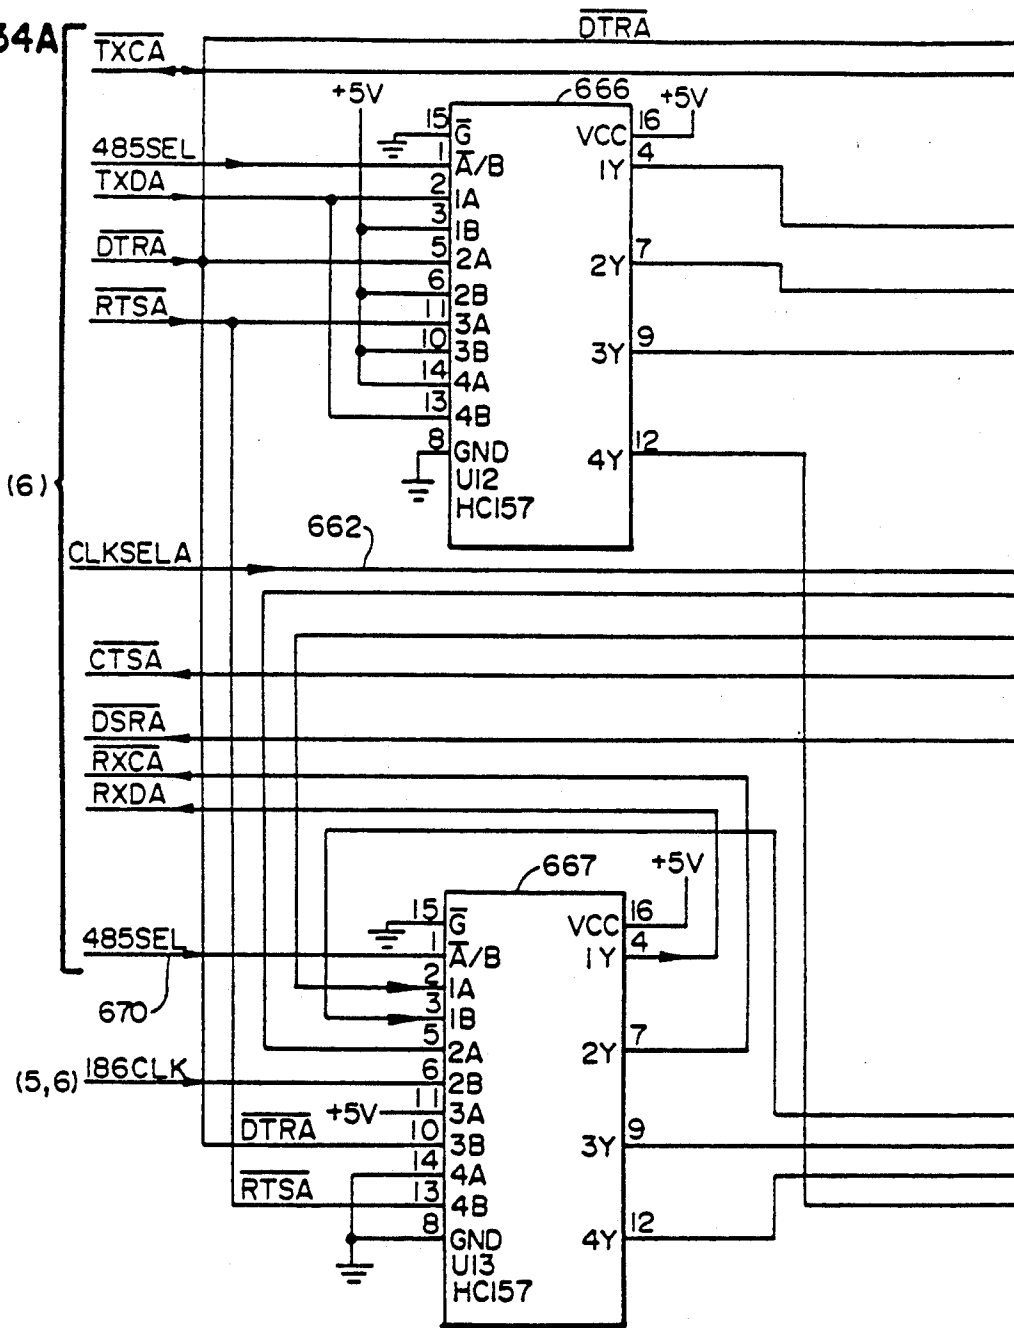 34A
DTRA
TXCA
+5V
666
+5V
15 G
VCC 16
485SEL
1 A/B
1Y 4
TXDA
2 1A
3 1B
DTRA
5 2A
2Y 7
6 2B
RTSA
11 3A
10 3B
3Y 9
14 4A
13 4B
8 GND
4Y 12
U12
HC157
(6)
662
CLKSELA
CTSA
DSRA
RXCA
RXDA
667
+5V
15 G
VCC 16
485SEL
1 A/B
1Y 4
2 1A
670
3 1B
5 2A
2Y 7
(5,6) 186CLK
6 2B
+5V 11 3A
DTRA
10 3B
3Y 9
14 4A
RTSA
13 4B
8 GND
4Y 12
U13
HC157